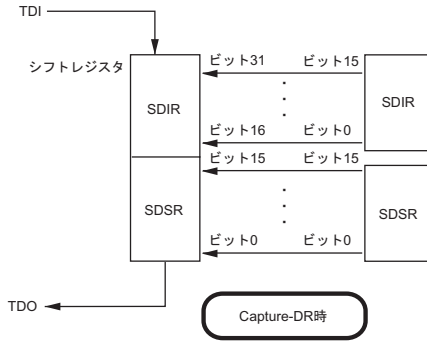 TDI
シフトレジスタ
ビット31 ビット15
SDIR
SDIR
ビット16 ビット0
ビット15 ビット15
SDSR
SDSR
ビット0 ビット0
TDO
Capture-DR時